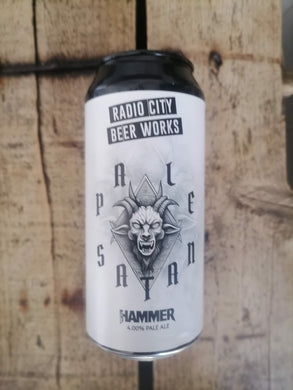 RADIO CITY
BEER WORKS
PALE
SATAN
HAMMER
4.00% PALE ALE